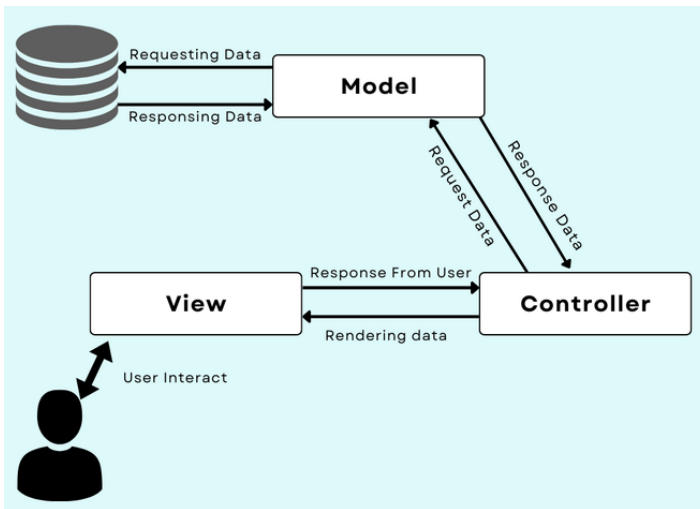 Requesting Data
Model
Responsing Data
Request Data
Response Data
Response From User
View
Controller
Rendering data
User Interact